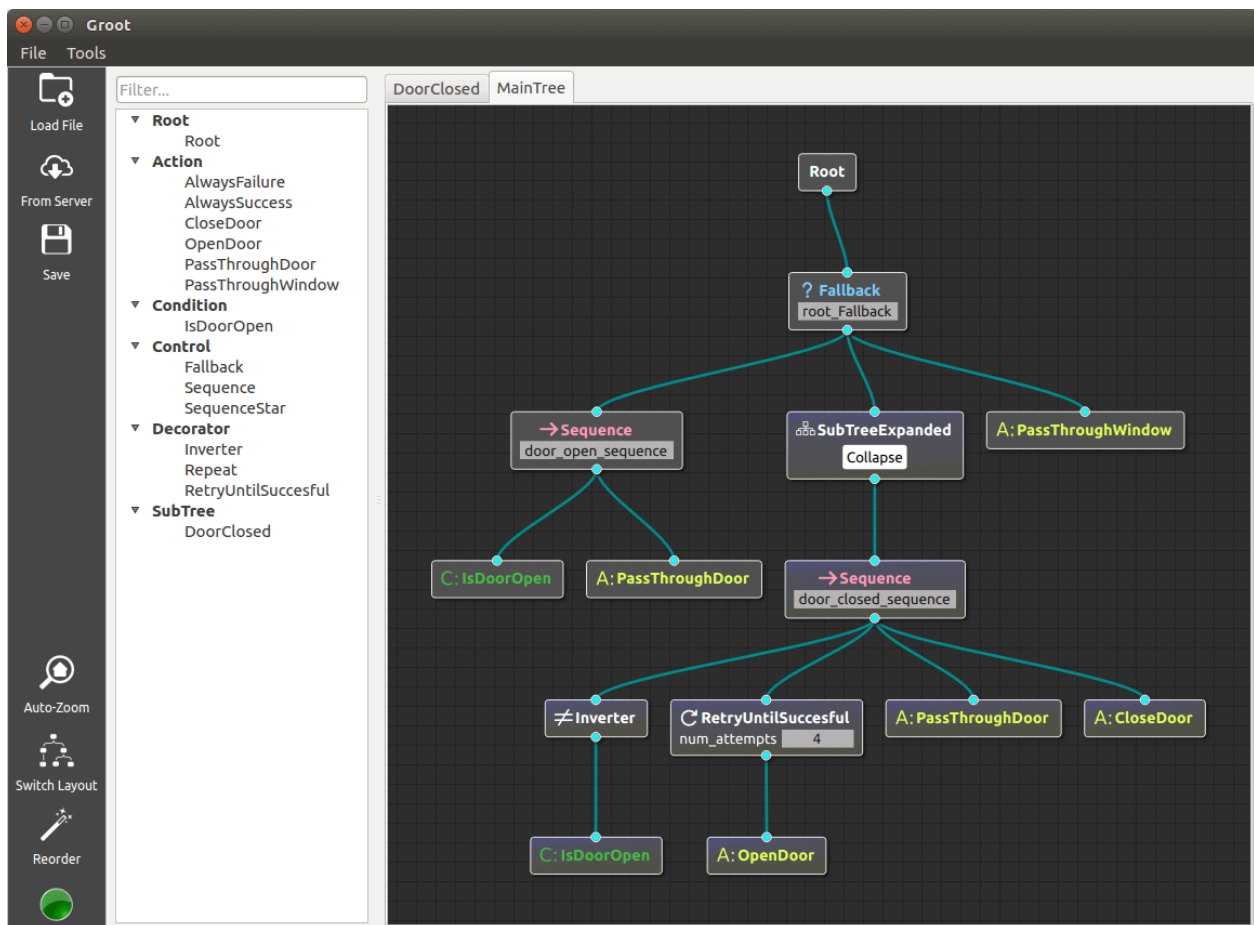 Groot
File Tools
Load File
From Server
Save
Auto-Zoom
Switch Layout
Reorder
Filter...
Root
Root
Action
AlwaysFailure
AlwaysSuccess
CloseDoor
OpenDoor
PassThroughDoor
PassThroughWindow
Condition
IsDoorOpen
Control
Fallback
Sequence
SequenceStar
Decorator
Inverter
Repeat
RetryUntilSuccesful
SubTree
DoorClosed
DoorClosed MainTree
Root
? Fallback
root_Fallback
→Sequence
door_open_sequence
SubTreeExpanded
Collapse
A:PassThroughWindow
C:IsDoorOpen
A:PassThroughDoor
→Sequence
door_closed_sequence
≠Inverter
RetryUntilSuccesful
num_attempts 4
A:PassThroughDoor
A:CloseDoor
C:IsDoorOpen
A:OpenDoor